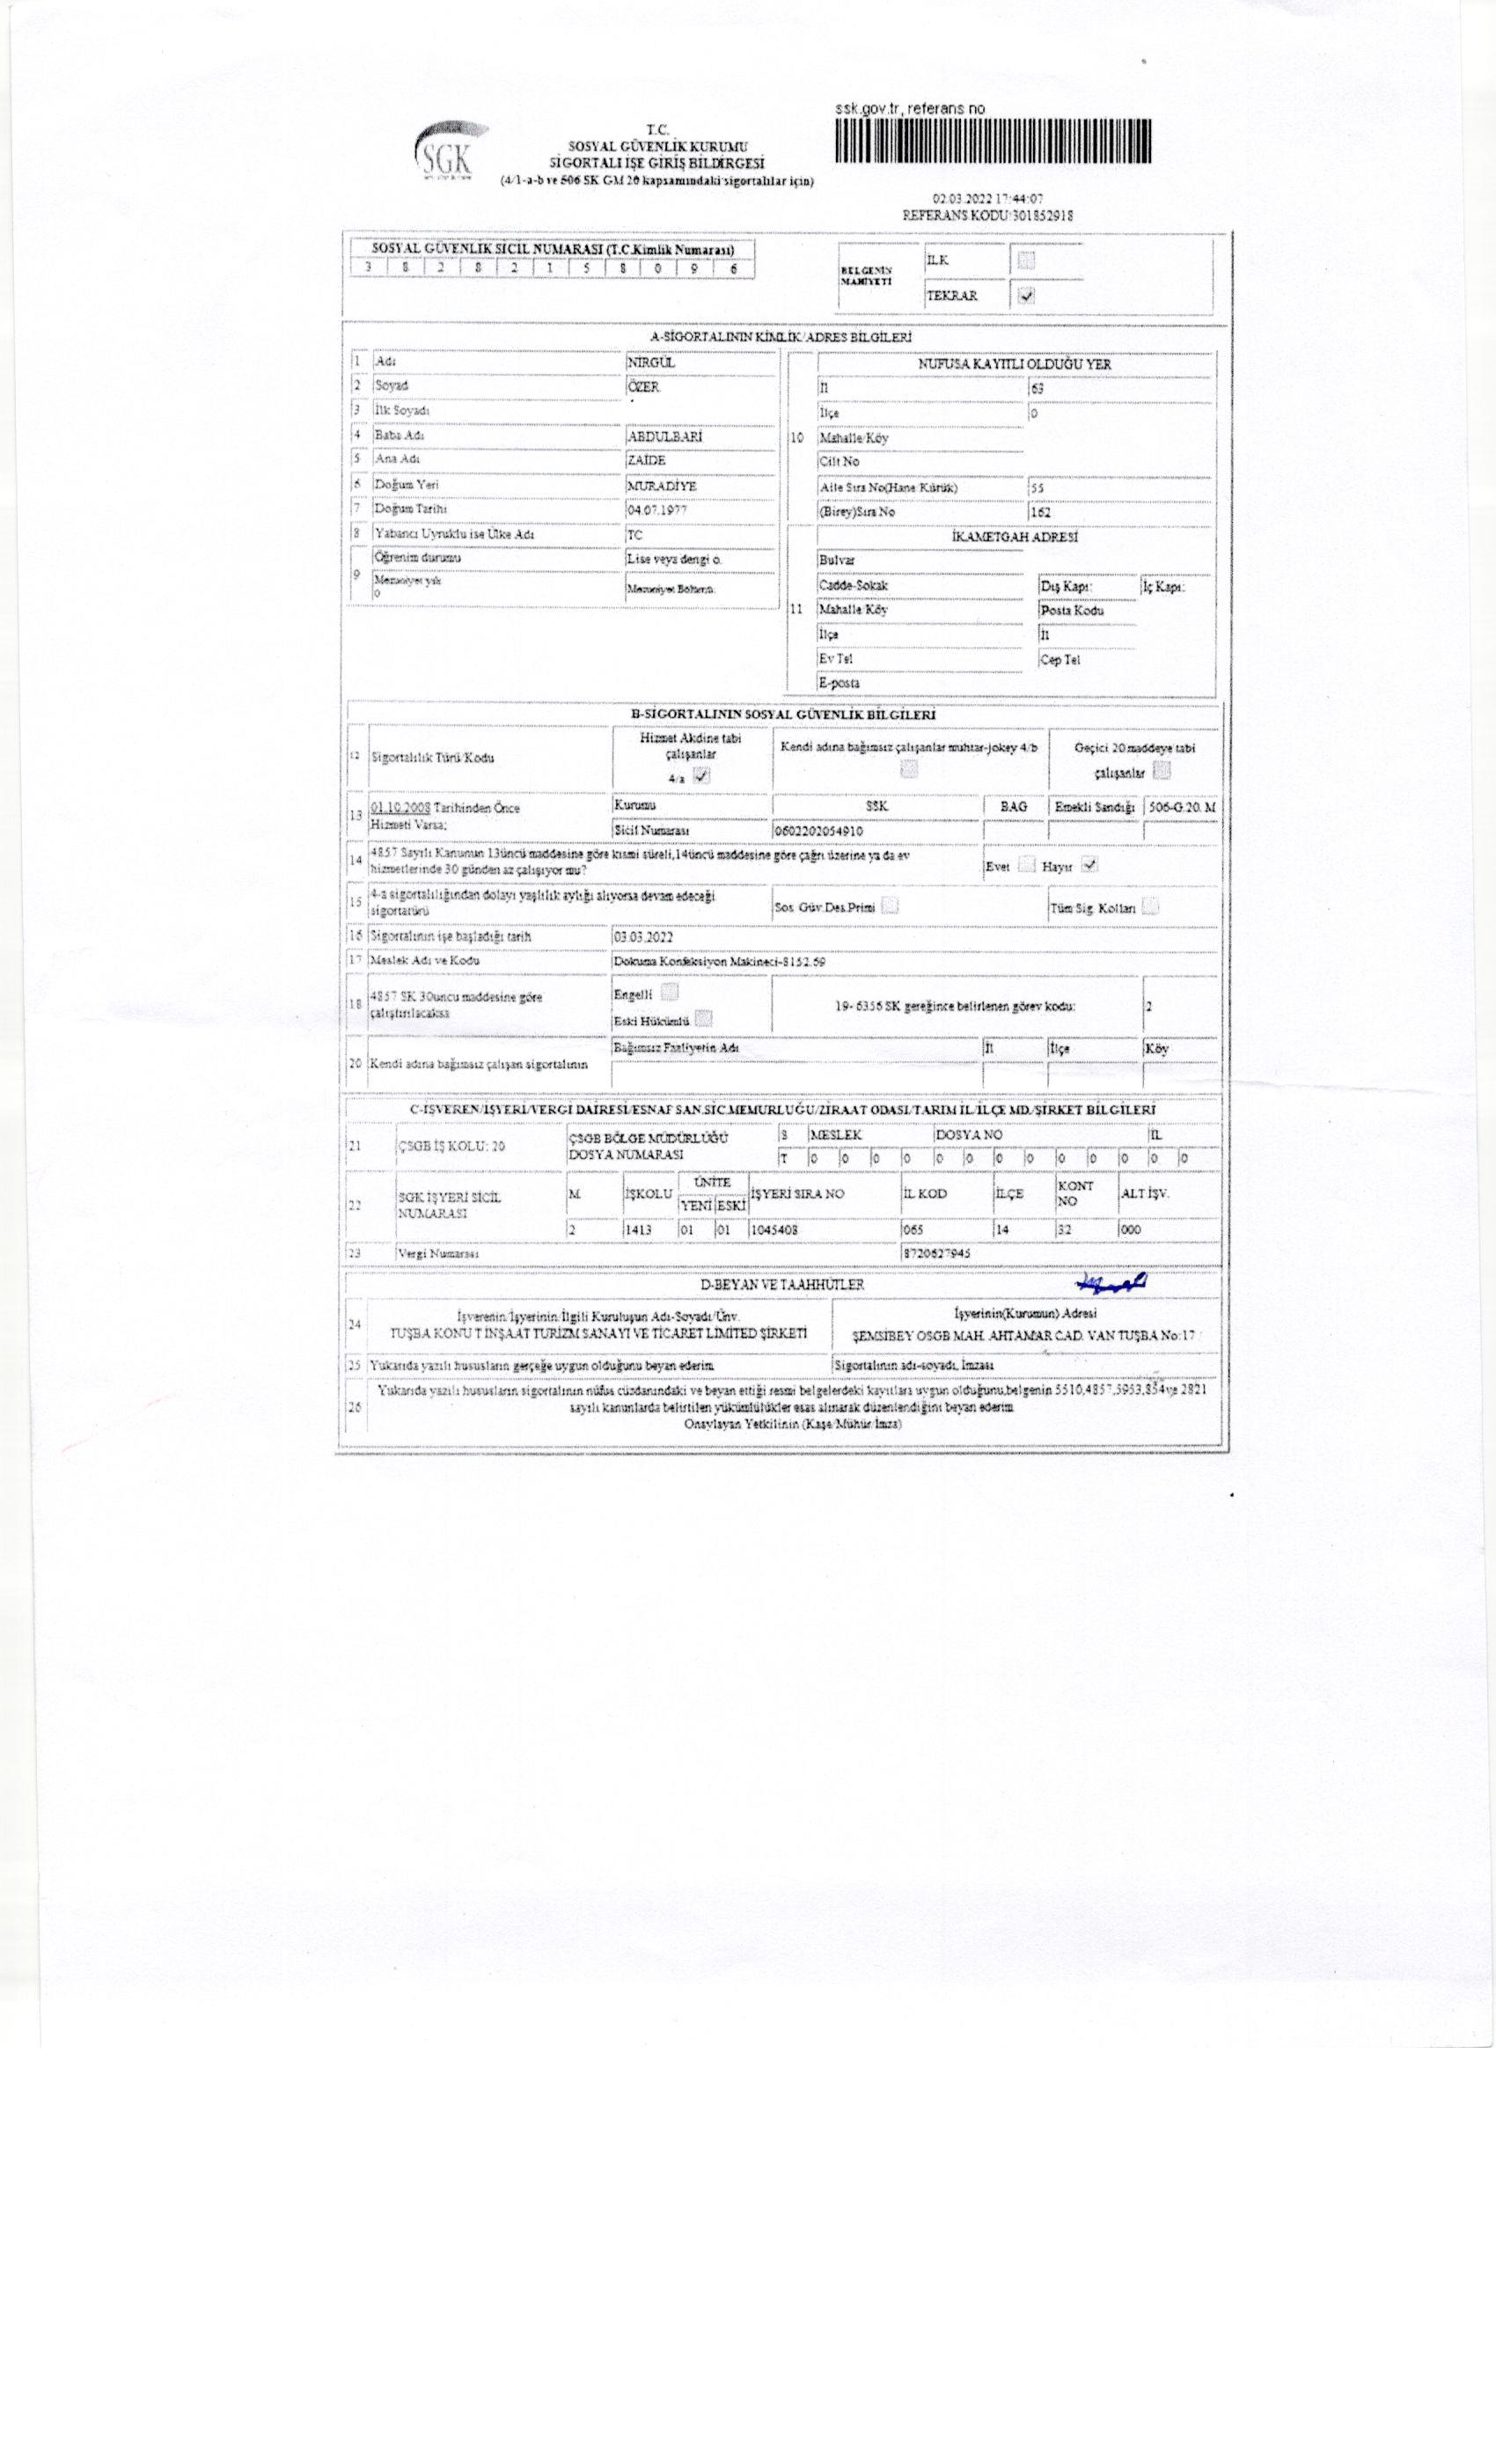 ssk.gov.tr, referans no
SGK
T.C.
SOSYAL GÜVENLİK KURUMU
SİGORTALI İŞE GİRİŞ BİLDİRGESİ
(4/1-a-b ve 506 SK GM 20 kapsamındaki sigortalılar için)
02.03.2022 17:44:07
REFERANS KODU:301852918
SOSYAL GÜVENLİK SİCİL NUMARASI (T.C.Kimlik Numarası)
3 8 2 8 2 1 5 8 0 9 6
BELGENİN MAHİYETİ
İLK
TEKRAR
A-SİGORTALININ KİMLİK/ADRES BİLGİLERİ
1 Adı NİRGÜL
2 Soyad ÖZER
3 İlk Soyadı
4 Baba Adı ABDULBARİ
5 Ana Adı ZAİDE
6 Doğum Yeri MURADİYE
7 Doğum Tarihi 04.07.1977
8 Yabancı Uyruklu ise Ülke Adı TC
9 Öğrenim durumu Lise veya dengi o.
Mezuniyet yılı 0 Mezuniyet Bölümü:
NUFUSA KAYITLI OLDUĞU YER
10
İl 63
İlçe 0
Mahalle/Köy
Cilt No
Aile Sıra No(Hane Kütük) 55
(Birey)Sıra No 162
İKAMETGAH ADRESİ
11
Bulvar
Cadde-Sokak Dış Kapı: İç Kapı:
Mahalle/Köy Posta Kodu
İlçe İl
Ev Tel Cep Tel
E-posta
B-SİGORTALININ SOSYAL GÜVENLİK BİLGİLERİ
12 Sigortalılık Türü/Kodu
Hizmet Akdine tabi çalışanlar 4/a
Kendi adına bağımsız çalışanlar muhtar-jokey 4/b
Geçici 20.maddeye tabi çalışanlar
13 01.10.2008 Tarihinden Önce Hizmeti Varsa;
Kurumu SSK BAG Emekli Sandığı 506-G.20. M
Sicil Numarası 0602202054910
14 4857 Sayılı Kanunun 13üncü maddesine göre kısmi süreli,14üncü maddesine göre çağrı üzerine ya da ev
hizmetlerinde 30 günden az çalışıyor mu?
Evet Hayır
15 4-a sigortalılığından dolayı yaşlılık aylığı alıyorsa devam edeceği
sigortatürü
Sos. Güv.Des.Primi Tüm Sig. Kolları
16 Sigortalının işe başladığı tarih 03.03.2022
17 Meslek Adı ve Kodu Dokuma Konfeksiyon Makineci-8152.59
18 4857 SK 30uncu maddesine göre
çalıştırılacaksa
Engelli
Eski Hükümlü
19- 6356 SK gereğince belirlenen görev kodu: 2
20 Kendi adına bağımsız çalışan sigortalının
Bağımsız Faaliyetin Adı İl İlçe Köy
C-İŞVEREN/İŞYERİ/VERGİ DAİRESİ/ESNAF SAN.SİC.MEMURLUĞU/ZİRAAT ODASI/TARIM İL/İLÇE MD./ŞİRKET BİLGİLERİ
21 ÇSGB İŞ KOLU: 20
ÇSGB BÖLGE MÜDÜRLÜĞÜ
DOSYA NUMARASI
MESLEK DOSYA NO İL
0 0 0 0 0 0 0 0 0 0 0 0 0
22 SGK İŞYERİ SİCİL
NUMARASI
M İŞKOLU ÜNİTE YENİ ESKİ İŞYERİ SIRA NO İL KOD İLÇE KONT NO ALT İŞV.
2 1413 01 01 1045408 065 14 32 000
23 Vergi Numarası 8720627945
D-BEYAN VE TAAHHÜTLER
24
İşverenin/İşyerinin/İlgili Kuruluşun Adı-Soyadı/Ünv.
TUŞBA KONUT İNŞAAT TURİZM SANAYİ VE TİCARET LİMİTED ŞİRKETİ
İşyerinin(Kurumun) Adresi
ŞEMSİBEY OSGB MAH. AHTAMAR CAD. VAN TUŞBA No:17
25 Yukarıda yazılı hususların gerçeğe uygun olduğunu beyan ederim.
Sigortalının adı-soyadı, İmzası
26 Yukarıda yazılı hususların sigortalının nüfus cüzdanındaki ve beyan ettiği resmi belgelerdeki kayıtlara uygun olduğunu,belgenin 5510,4857,5953,854 ve 2821
sayılı kanunlarda belirtilen yükümlülükler esas alınarak düzenlendiğini beyan ederim
Onaylayan Yetkilinin (Kaşe/Mühür/İmza)